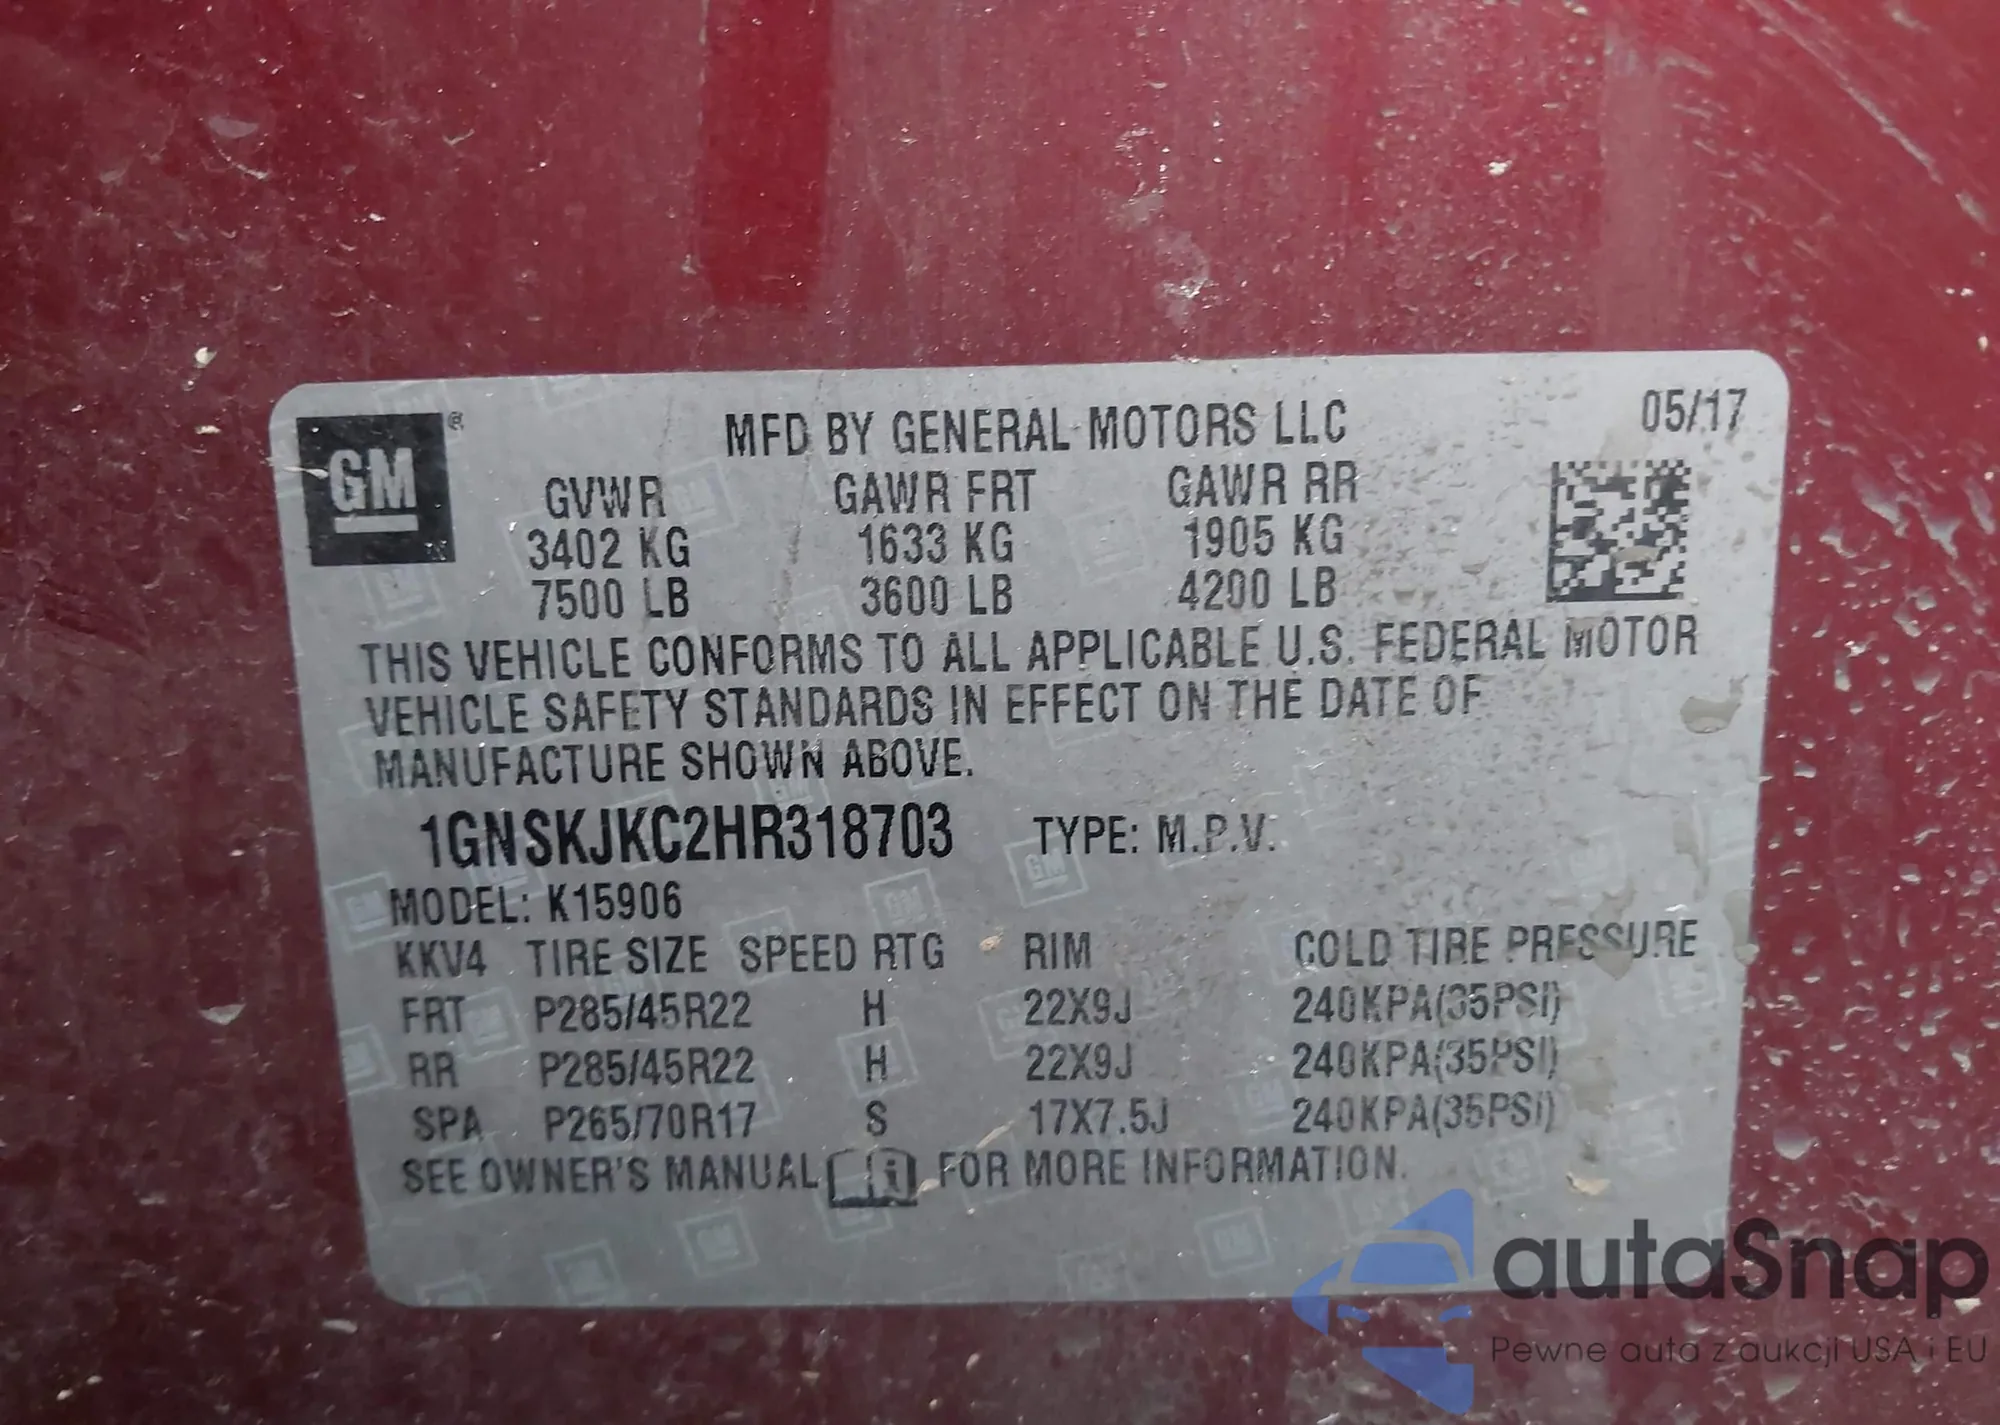 GM ®
MFD BY GENERAL MOTORS LLC 05/17
GVWR GAWR FRT GAWR RR
3402 KG 1633 KG 1905 KG
7500 LB 3600 LB 4200 LB
THIS VEHICLE CONFORMS TO ALL APPLICABLE U.S. FEDERAL MOTOR
VEHICLE SAFETY STANDARDS IN EFFECT ON THE DATE OF
MANUFACTURE SHOWN ABOVE.
1GNSKJKC2HR318703 TYPE: M.P.V.
MODEL: K15906
KKV4 TIRE SIZE SPEED RTG RIM COLD TIRE PRESSURE
FRT P285/45R22 H 22X9J 240KPA(35PSI)
RR P285/45R22 H 22X9J 240KPA(35PSI)
SPA P265/70R17 S 17X7.5J 240KPA(35PSI)
SEE OWNER'S MANUAL i FOR MORE INFORMATION.
autaSnap
Pewne auta z aukcji USA i EU